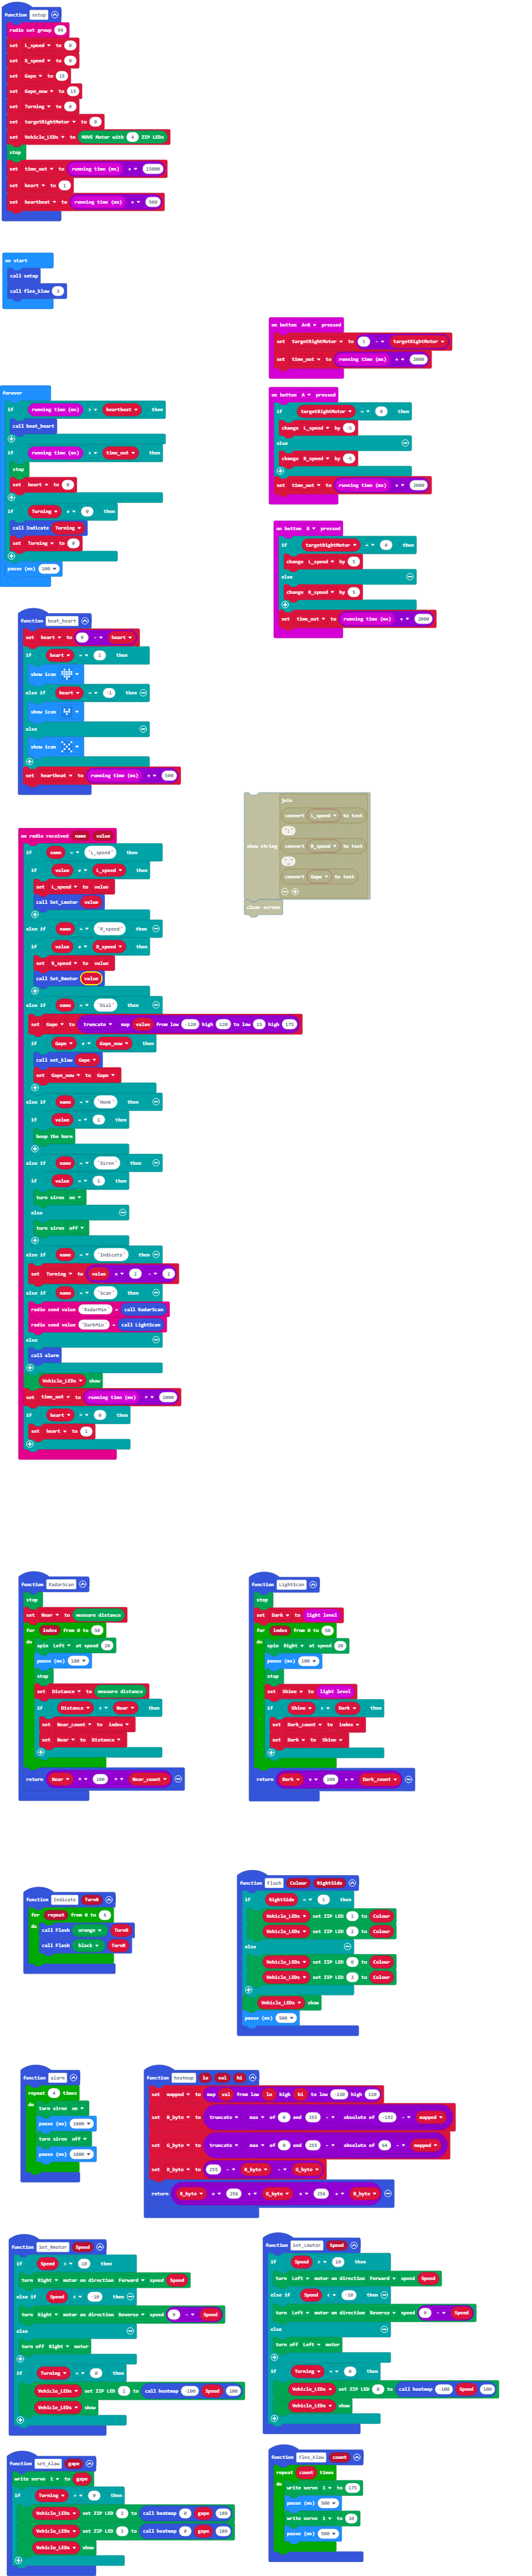 function setup
radio set group
set L_speed to 0
set R_speed to 0
set Gape to 15
set Gape_now to 15
set Turning to 0
set targetRightMotor to 0
set Vehicle_LEDs to MOVE Motor with 4 ZIP LEDs
stop
set time_out to running time (ms) + 15000
set heart to 1
set heartbeat to running time (ms) + 500
on start
call setup
call flex_klaw 3
on button A+B pressed
set targetRightMotor to 1 - targetRightMotor
set time_out to running time (ms) + 2000
on button A pressed
if targetRightMotor = 0 then
change L_speed by -5
else
change R_speed by -5
set time_out to running time (ms) + 2000
on button B pressed
if targetRightMotor = 0 then
change L_speed by 5
else
change R_speed by 5
set time_out to running time (ms) + 2000
forever
if running time (ms) > heartbeat then
call beat_heart
if running time (ms) > time_out then
stop
set heart to 0
if Turning ≠ 0 then
call Indicate Turning
set Turning to 0
pause (ms) 100
function beat_heart
set heart to 0 - heart
if heart = 1 then
show icon
else if heart = -1 then
show icon
else
show icon
set heartbeat to running time (ms) + 500
show string
join
convert L_speed to text
convert R_speed to text
convert Gape to text
clear screen
on radio received name value
if name = "L_speed" then
if value ≠ L_speed then
set L_speed to value
call Set_Lmotor value
else if name = "R_speed" then
if value ≠ R_speed then
set R_speed to value
call Set_Rmotor value
else if name = "Dial" then
set Gape to truncate map value from low -120 high 120 to low 15 high 175
if Gape ≠ Gape_now then
call set_klaw Gape
set Gape_now to Gape
else if name = "Honk" then
if value = 1 then
beep the horn
else if name = "Siren" then
if value = 1 then
turn siren on
else
turn siren off
else if name = "Indicate" then
set Turning to value × 2 - 1
else if name = "Scan" then
radio send value "RadarMin" = call RadarScan
radio send value "DarkMin" = call LightScan
else
call alarm
Vehicle_LEDs show
set time_out to running time (ms) + 2000
if heart = 0 then
set heart to 1
function RadarScan
stop
set Near to measure distance
for index from 0 to 50
do
spin Left at speed 20
pause (ms) 100
stop
set Distance to measure distance
if Distance < Near then
set Near_count to index
set Near to Distance
return Near × 100 + Near_count
function LightScan
stop
set Dark to light level
for index from 0 to 50
do
spin Right at speed 20
pause (ms) 100
stop
set Shine to light level
if Shine < Dark then
set Dark_count to index
set Dark to Shine
return Dark × 100 + Dark_count
function Indicate TurnR
for repeat from 0 to 6
do
call Flash orange TurnR
call Flash black TurnR
function Flash Colour RightSide
if RightSide = 1 then
Vehicle_LEDs set ZIP LED 1 to Colour
Vehicle_LEDs set ZIP LED 2 to Colour
else
Vehicle_LEDs set ZIP LED 0 to Colour
Vehicle_LEDs set ZIP LED 3 to Colour
Vehicle_LEDs show
pause (ms) 500
function alarm
repeat 4 times
do
turn siren on
pause (ms) 1000
turn siren off
pause (ms) 1000
function heatmap lo val hi
set mapped to map val from low lo high hi to low -320 high 320
set R_byte to truncate max of 0 and 255 - absolute of -192 - mapped
set G_byte to truncate max of 0 and 255 - absolute of 64 - mapped
set B_byte to 255 - R_byte - G_byte
return R_byte × 256 + G_byte × 256 + B_byte
function Set_Rmotor Speed
if Speed > 10 then
turn Right motor on direction Forward speed Speed
else if Speed < -10 then
turn Right motor on direction Reverse speed 0 - Speed
else
turn off Right motor
if Turning = 0 then
Vehicle_LEDs set ZIP LED 1 to call heatmap -100 Speed 100
Vehicle_LEDs show
function Set_Lmotor Speed
if Speed > 10 then
turn Left motor on direction Forward speed Speed
else if Speed < -10 then
turn Left motor on direction Reverse speed 0 - Speed
else
turn off Left motor
if Turning = 0 then
Vehicle_LEDs set ZIP LED 0 to call heatmap -100 Speed 100
Vehicle_LEDs show
function set_klaw gape
write servo 1 to gape
if Turning = 0 then
Vehicle_LEDs set ZIP LED 2 to call heatmap 0 gape 180
Vehicle_LEDs set ZIP LED 3 to call heatmap 0 gape 180
Vehicle_LEDs show
function flex_klaw count
repeat count times
do
write servo 1 to 175
pause (ms) 500
write servo 1 to
pause (ms) 500